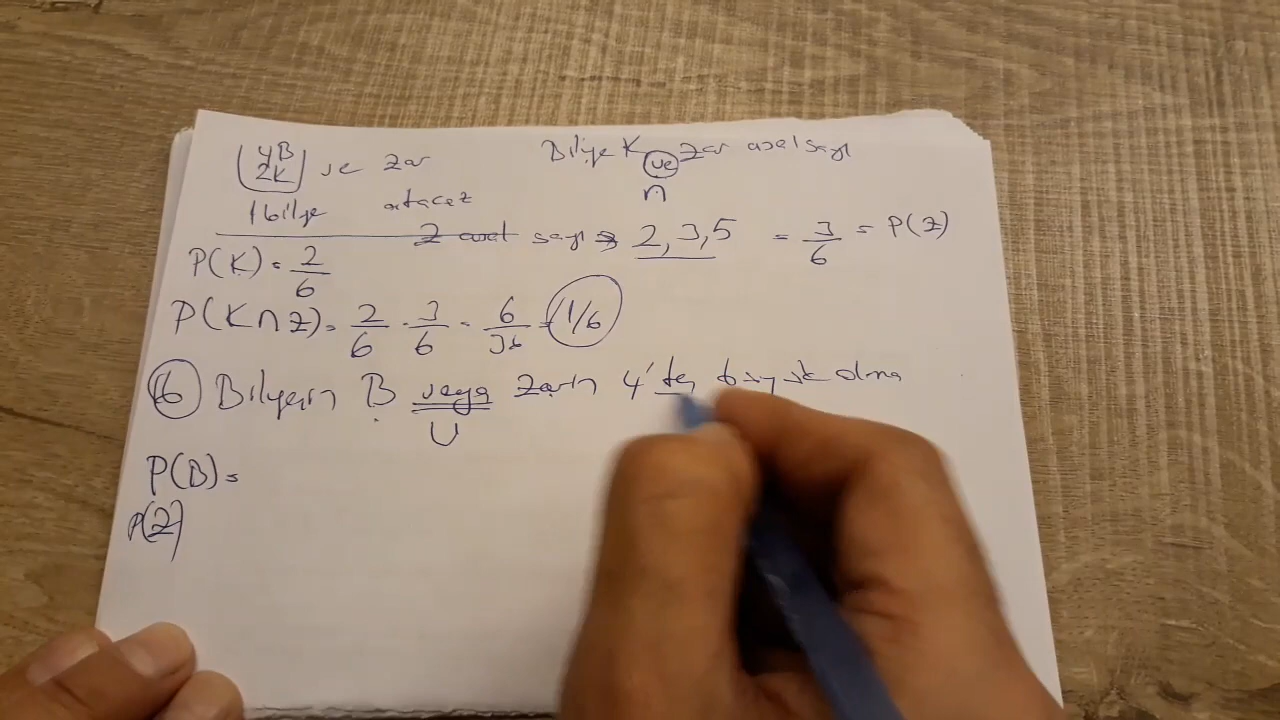 4B
2K ve Zar
1 bilye atacaz
Bilye K ve Zar asal sayı
∩
Z asal sayı → 2, 3, 5 = 3/6 = P(Z)
P(K) = 2/6
P(K∩Z) = 2/6 · 3/6 = 6/36 = 1/6
Bilyenin B veya Zarın 4'ten büyük olma
U
P(B) =
P(Z)